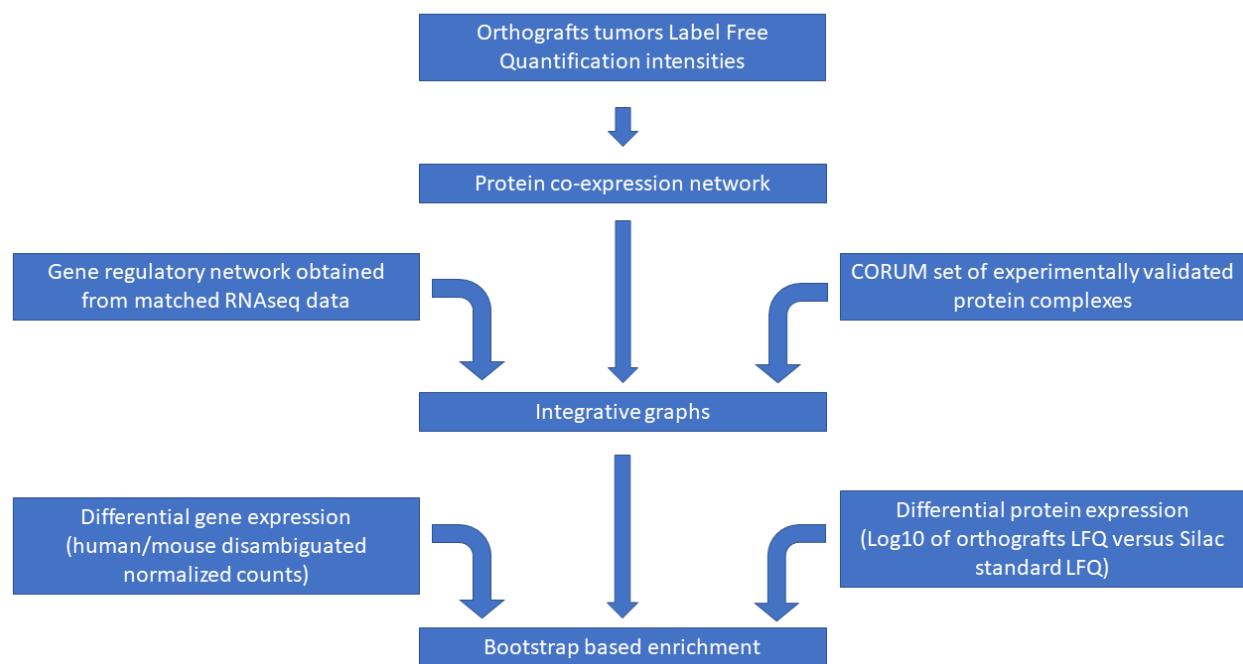 Orthografts tumors Label Free
Quantification intensities
Protein co-expression network
Gene regulatory network obtained
from matched RNAseq data
CORUM set of experimentally validated
protein complexes
Integrative graphs
Differential gene expression
(human/mouse disambiguated
normalized counts)
Differential protein expression
(Log10 of orthografts LFQ versus Silac
standard LFQ)
Bootstrap based enrichment